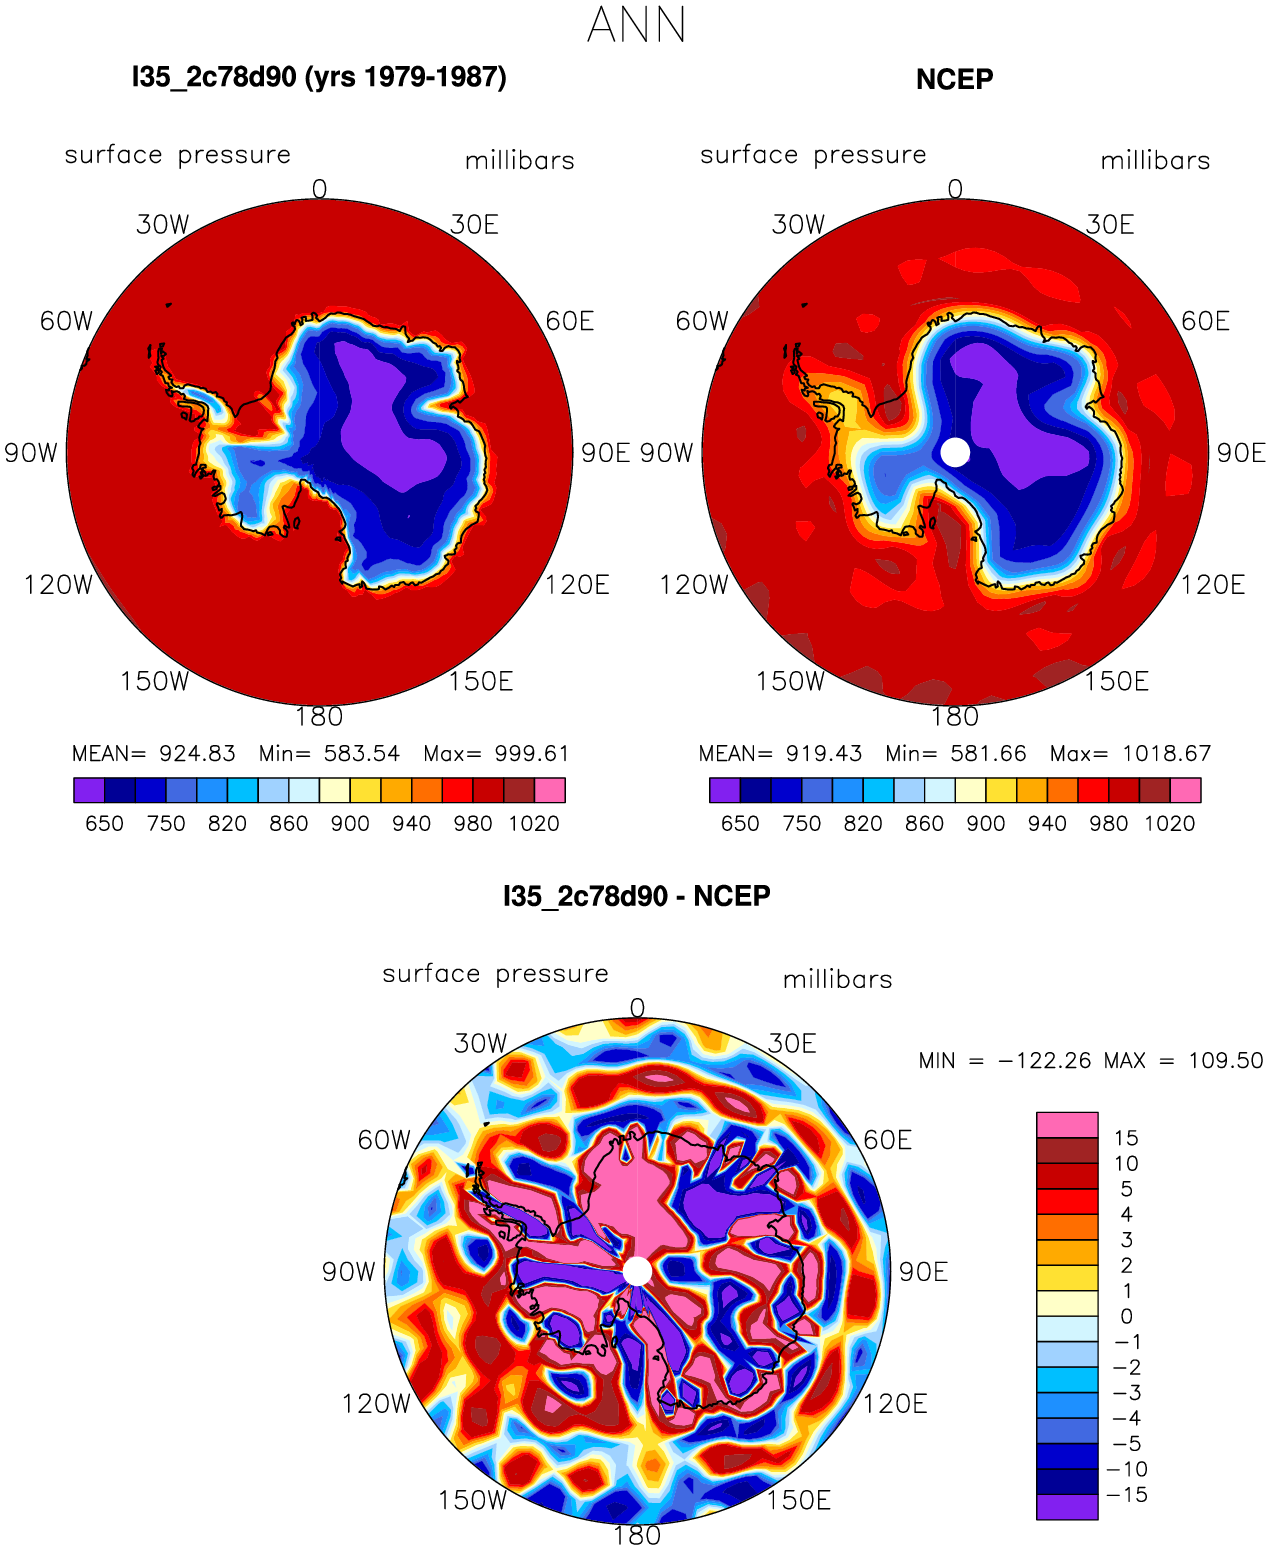 ANN
I35_2c78d90 (yrs 1979-1987)
NCEP
surface pressure millibars
surface pressure millibars
0
30W 30E
60W 60E
90W 90E
120W 120E
150W 150E
180
0
30W 30E
60W 60E
90W 90E
120W 120E
150W 150E
180
MEAN= 924.83 Min= 583.54 Max= 999.61
650 750 820 860 900 940 980 1020
MEAN= 919.43 Min= 581.66 Max= 1018.67
650 750 820 860 900 940 980 1020
I35_2c78d90 - NCEP
surface pressure millibars
0
30W 30E
60W 60E
90W 90E
120W 120E
150W 150E
180
MIN = -122.26 MAX = 109.50
15
10
5
4
3
2
1
0
-1
-2
-3
-4
-5
-10
-15